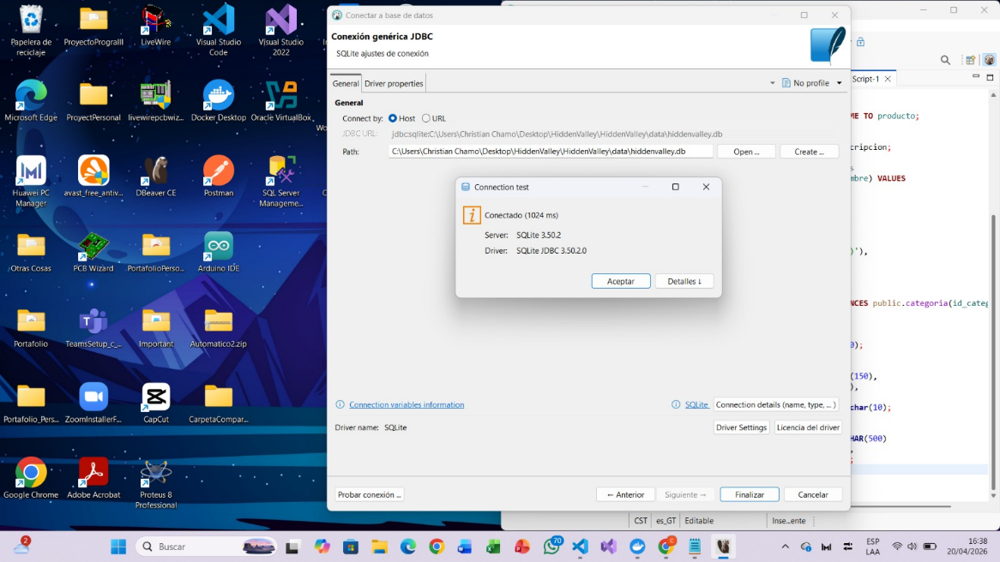 Papelera de reciclaje
ProyectoPrograIII
LiveWire
Visual Studio Code
Visual Studio 2022
Microsoft Edge
ProyectPersonal
livewirepcbwiz...
Docker Desktop
Oracle VirtualBox
Huawei PC Manager
avast_free_antiv...
DBeaver CE
Postman
SQL Server Manageme...
Otras Cosas
PCB Wizard
PortafolioPerso...
Arduino IDE
Portafolio
TeamsSetup_c_...
Important
Automatico2.zip
Portafolio_Pers...
ZoomInstallerF...
CapCut
CarpetaCompar...
Google Chrome
Adobe Acrobat
Proteus 8 Professional
Conectar a base de datos
Conexión genérica JDBC
SQLite ajustes de conexión
General
Driver properties
No profile
General
Connect by: Host URL
JDBC URL: jdbc:sqlite:C:\Users\Christian Chamo\Desktop\HiddenValley\HiddenValley\data\hiddenvalley.db
Path: C:\Users\Christian Chamo\Desktop\HiddenValley\HiddenValley\data\hiddenvalley.db
Open ...
Create ...
Connection test
Conectado (1024 ms)
Server: SQLite 3.50.2
Driver: SQLite JDBC 3.50.2.0
Aceptar
Detalles ↓
Connection variables information
SQLite
Connection details (name, type, ... )
Driver name: SQLite
Driver Settings
Licencia del driver
Probar conexión ...
← Anterior
Siguiente →
Finalizar
Cancelar
Script-1
ME TO producto;
cripcion;
s
mbre) VALUES
)'),
NCES public.categoria(id_categ
0);
(150),
),
char(10);
HAR(500)
;
CST
es_GT
Editable
Inse...ente
2
Buscar
70
ESP
LAA
16:38
20/04/2026